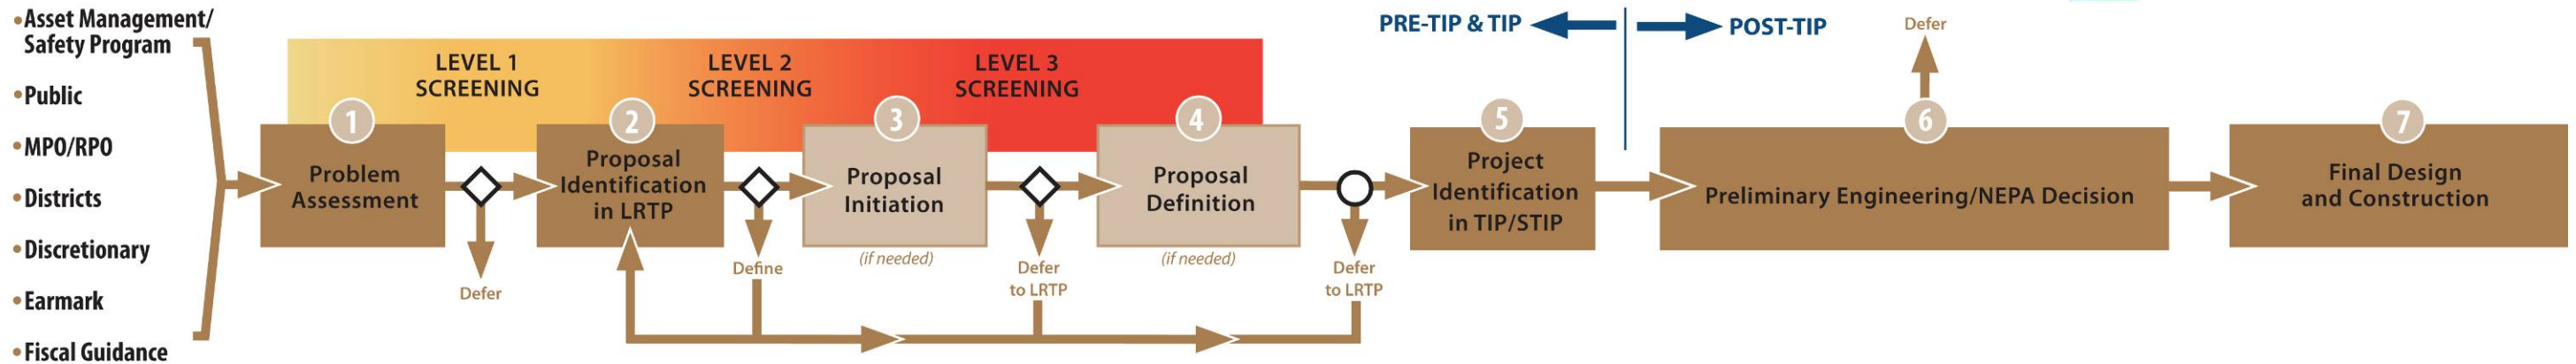 •Asset Management/
Safety Program
•Public
•MPO/RPO
•Districts
•Discretionary
•Earmark
•Fiscal Guidance
LEVEL 1
SCREENING
LEVEL 2
SCREENING
LEVEL 3
SCREENING
PRE-TIP & TIP
POST-TIP
1
Problem
Assessment
Defer
2
Proposal
Identification
in LRTP
Define
3
Proposal
Initiation
(if needed)
Defer
to LRTP
4
Proposal
Definition
(if needed)
Defer
to LRTP
5
Project
Identification
in TIP/STIP
Defer
6
Preliminary Engineering/NEPA Decision
7
Final Design
and Construction